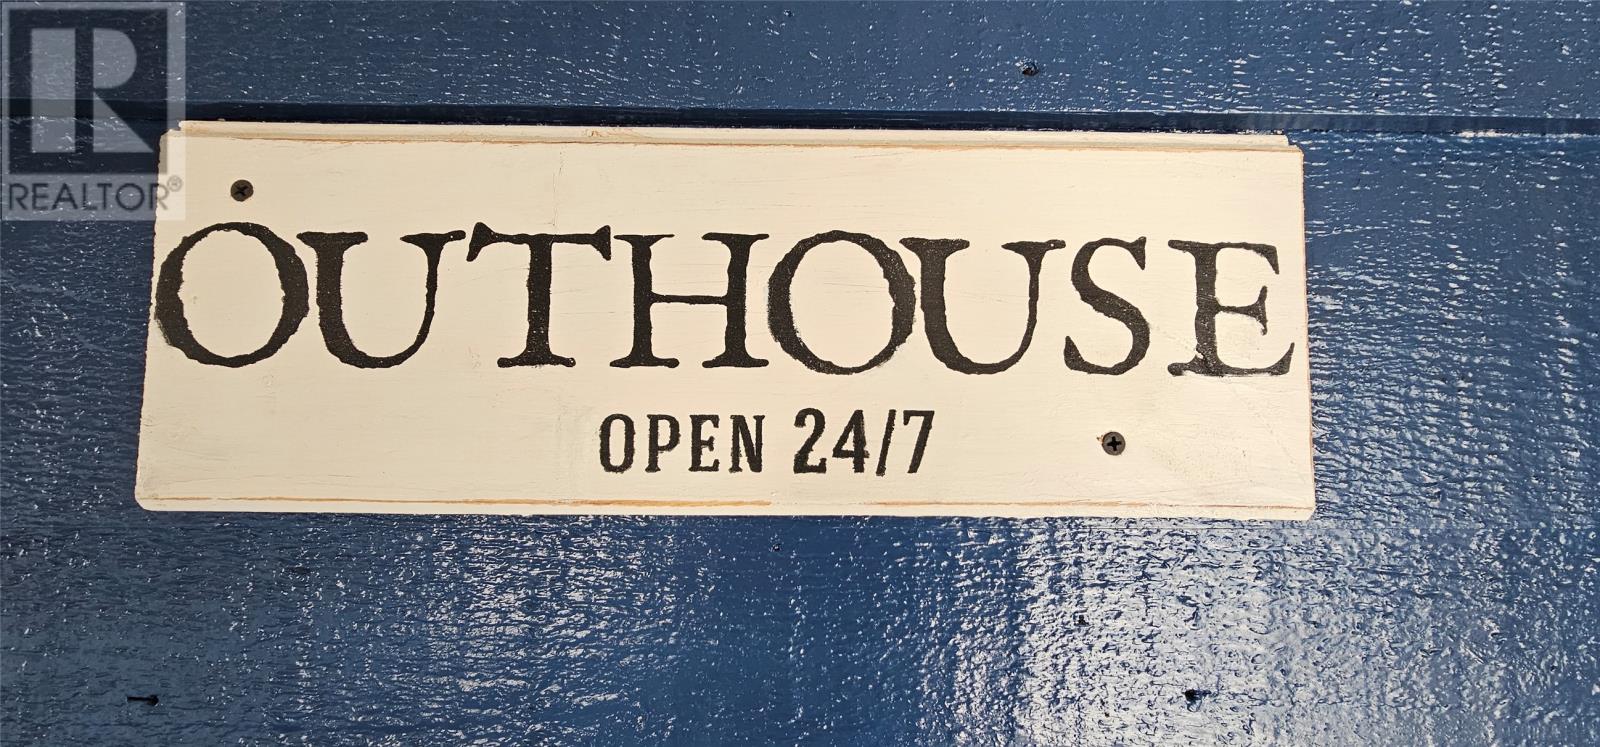 R
REALTOR®
OUTHOUSE
OPEN 24/7